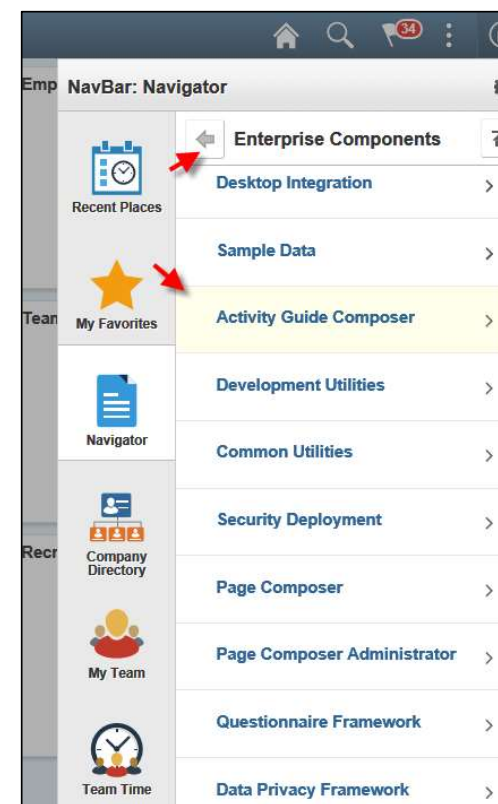 34
Emp
NavBar: Navigator
Enterprise Components
Recent Places
Desktop Integration
Sample Data
Team
My Favorites
Activity Guide Composer
Navigator
Development Utilities
Common Utilities
Recr
Company
Directory
Security Deployment
Page Composer
My Team
Page Composer Administrator
Questionnaire Framework
Team Time
Data Privacy Framework